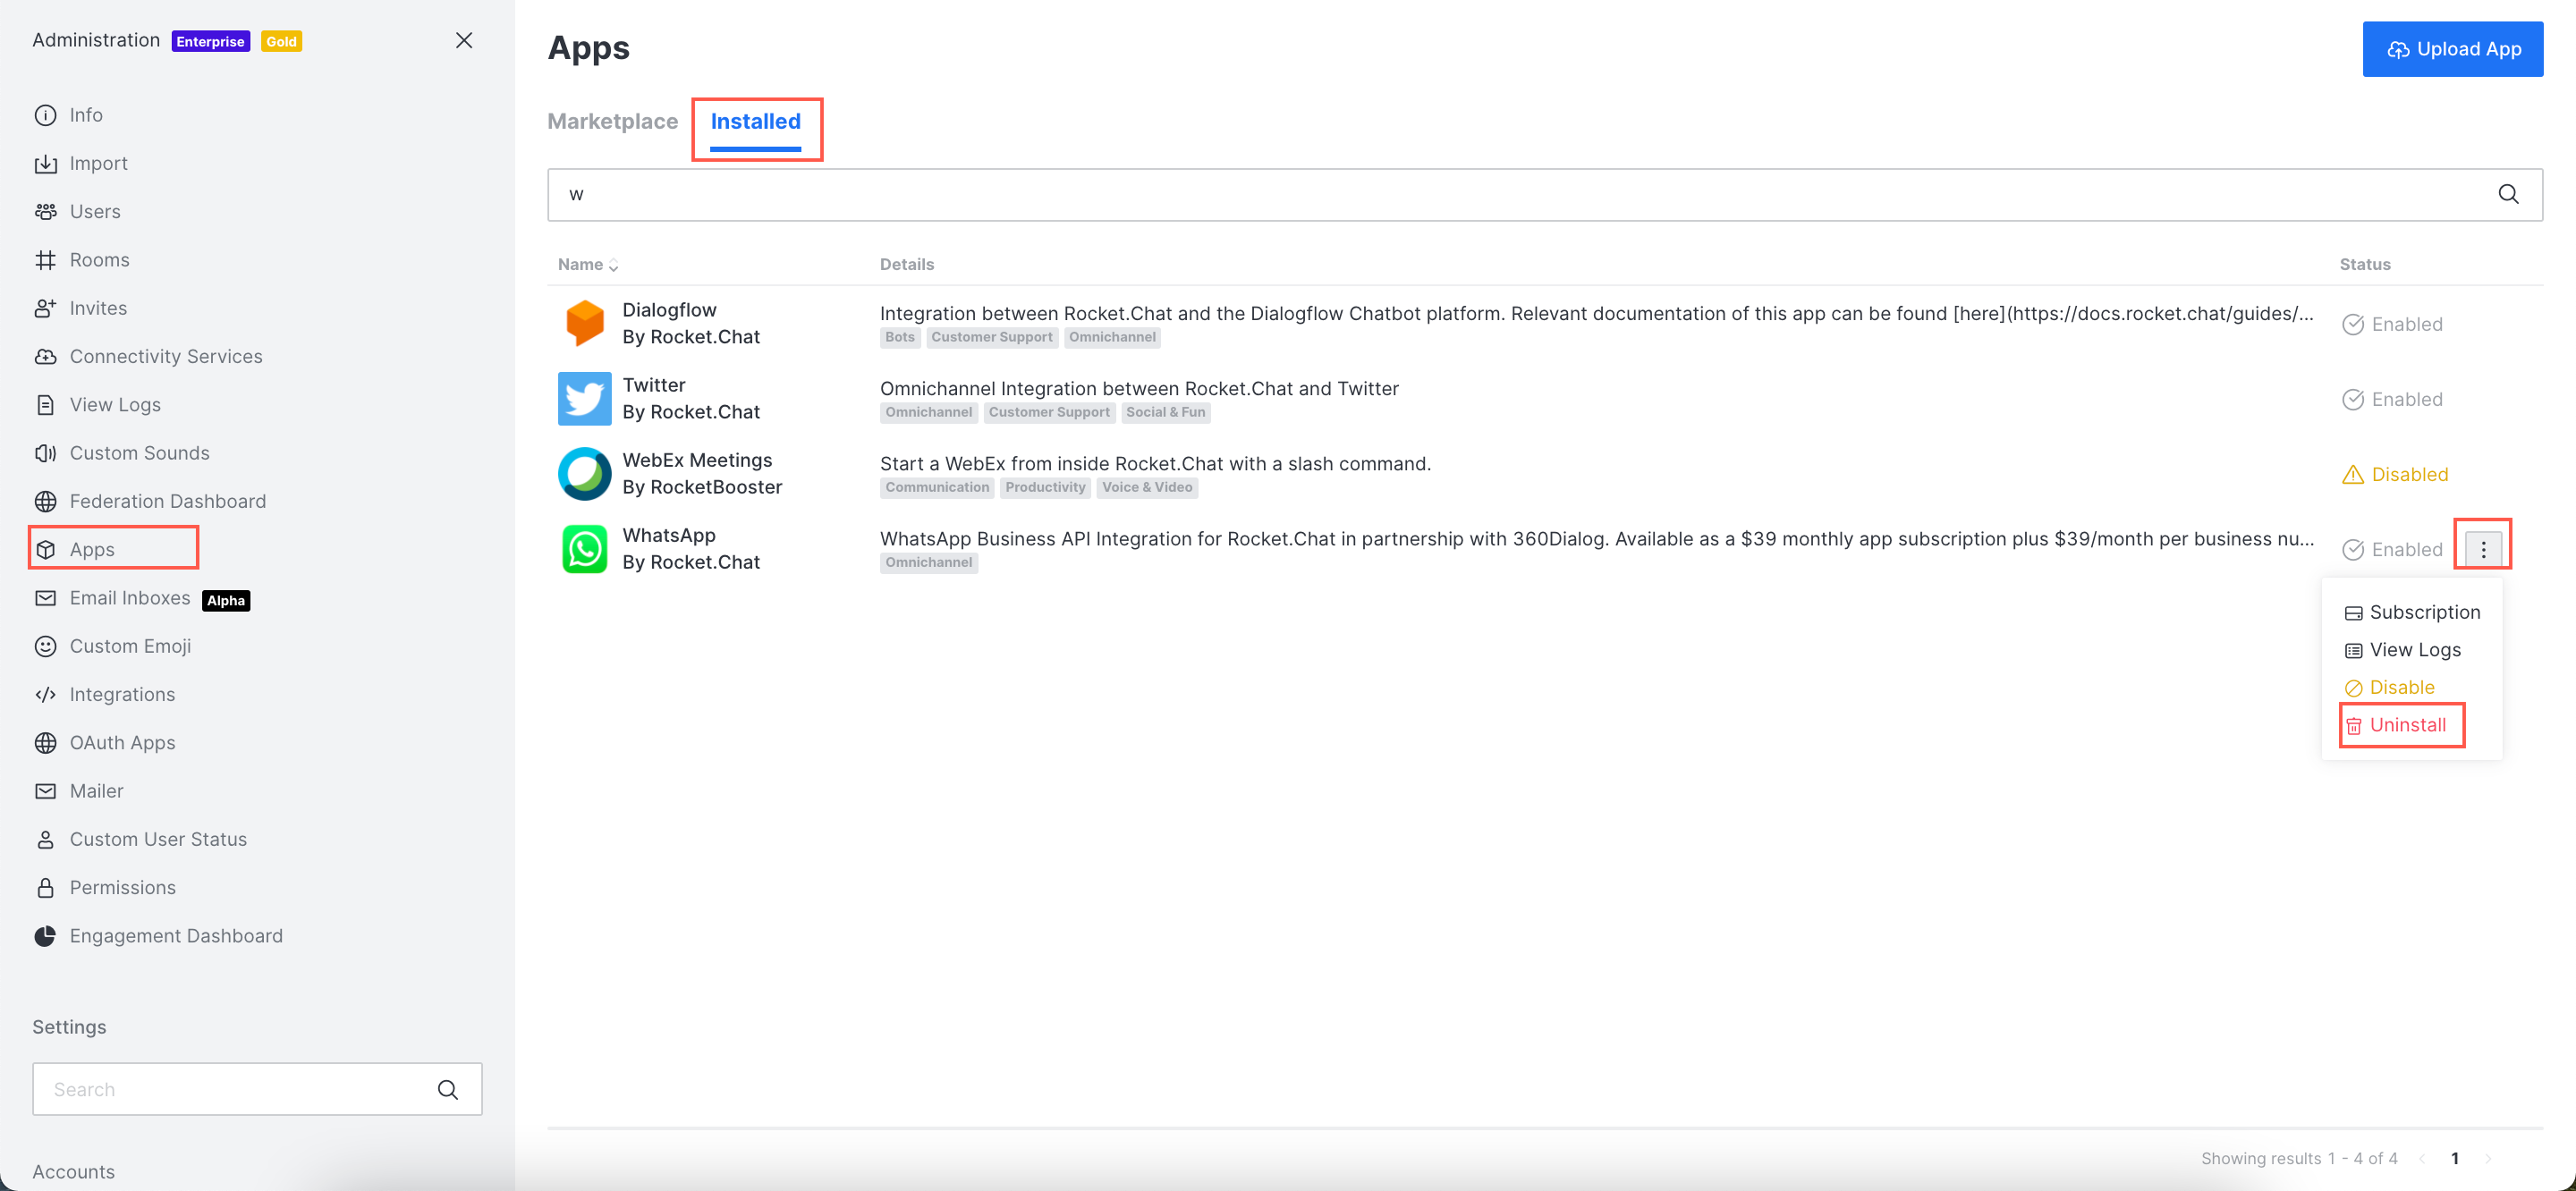 Administration Enterprise Gold
Info
Import
Users
Rooms
Invites
Connectivity Services
View Logs
Custom Sounds
Federation Dashboard
Apps
Email Inboxes Alpha
Custom Emoji
Integrations
OAuth Apps
Mailer
Custom User Status
Permissions
Engagement Dashboard
Settings
Search
Accounts
Apps
Upload App
Marketplace Installed
w
Name Details Status
Dialogflow
By Rocket.Chat
Integration between Rocket.Chat and the Dialogflow Chatbot platform. Relevant documentation of this app can be found [here](https://docs.rocket.chat/guides/...
Bots Customer Support Omnichannel
Enabled
Twitter
By Rocket.Chat
Omnichannel Integration between Rocket.Chat and Twitter
Omnichannel Customer Support Social & Fun
Enabled
WebEx Meetings
By RocketBooster
Start a WebEx from inside Rocket.Chat with a slash command.
Communication Productivity Voice & Video
Disabled
WhatsApp
By Rocket.Chat
WhatsApp Business API Integration for Rocket.Chat in partnership with 360Dialog. Available as a $39 monthly app subscription plus $39/month per business nu...
Omnichannel
Enabled
Subscription
View Logs
Disable
Uninstall
Showing results 1 - 4 of 4 1